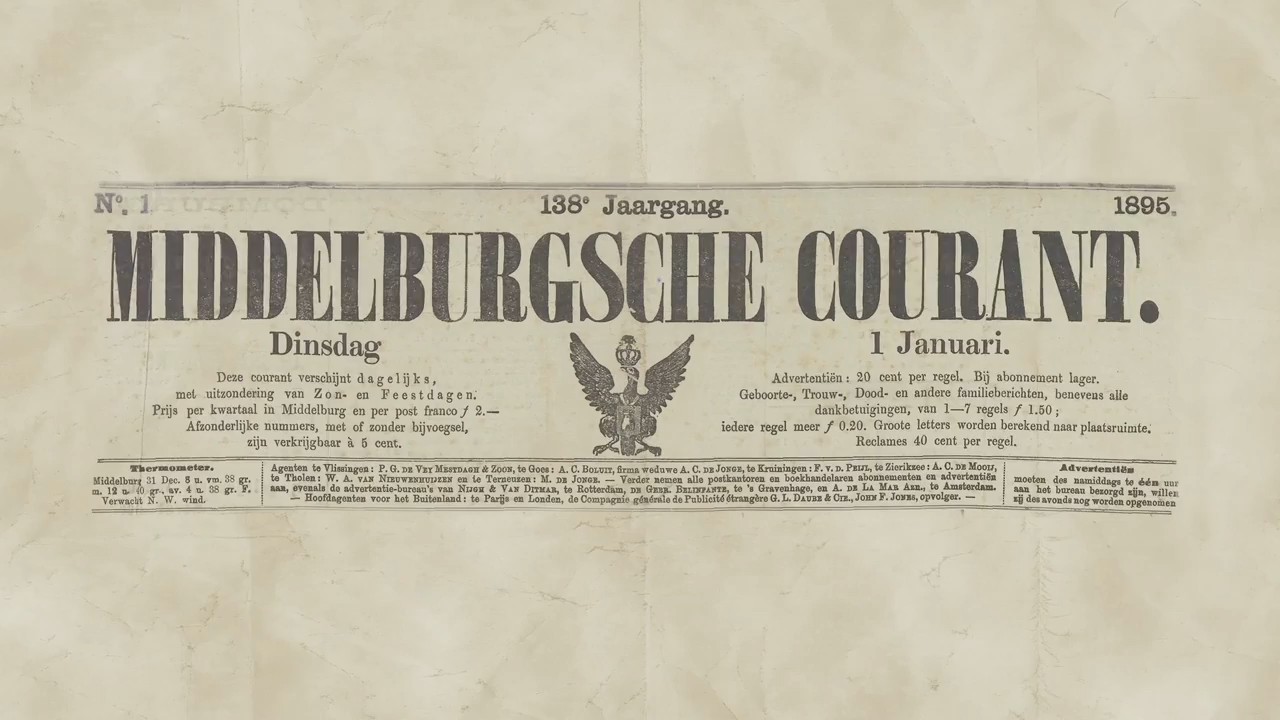 Nº. 1
138e Jaargang.
1895.
MIDDELBURGSCHE COURANT.
Dinsdag
1 Januari.
Deze courant verschijnt dagelijks,
met uitzondering van Zon- en Feestdagen.
Prijs per kwartaal in Middelburg en per post franco ƒ 2.—
Afzonderlijke nummers, met of zonder bijvoegsel,
zijn verkrijgbaar à 5 cent.
Advertentiën: 20 cent per regel. Bij abonnement lager.
Geboorte-, Trouw-, Dood- en andere familieberichten, benevens alle
dankbetuigingen, van 1—7 regels ƒ 1.50;
iedere regel meer ƒ 0.20. Groote letters worden berekend naar plaatsruimte.
Reclames 40 cent per regel.
Thermometer.
Middelburg 31 Dec. 8 u. vm. 38 gr.
m. 12 u. 40 gr., av. 4 u. 38 gr. F.
Verwacht N. W. wind.
Agenten te Vlissingen: P. G. DE VEY MESTDAGH & ZOON, te Goes: A. C. BOLUIT, firma weduwe A. C. DE JONGE, te Kruiningen: F. V. D. PEIJL, te Zierikzee: A. C. DE MOOIJ,
te Tholen: W. A. VAN NIEUWENHUIJZEN en te Terneuzen: M. DE JONGE. — Verder nemen alle postkantoren en boekhandelaren abonnementen en advertentiën
aan, evenals de advertentie-bureau's van NIJGH & VAN DITMAR, te Rotterdam, DE GEBR. BELINFANTE, te 's Gravenhage, en A. DE LA MAR AZN., te Amsterdam.
— Hoofdagenten voor het Buitenland: te Parijs en Londen, de Compagnie générale de Publicité étrangère G. L. DAUBE & CIE., JOHN F. JONES, opvolger. —
Advertentiën
moeten des namiddags te één uur
aan het bureau bezorgd zijn, willen
zij des avonds nog worden opgenomen